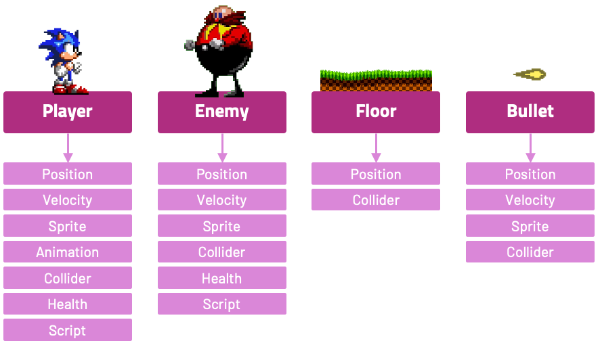 Player
Position
Velocity
Sprite
Animation
Collider
Health
Script
Enemy
Position
Velocity
Sprite
Collider
Health
Script
Floor
Position
Collider
Bullet
Position
Velocity
Sprite
Collider